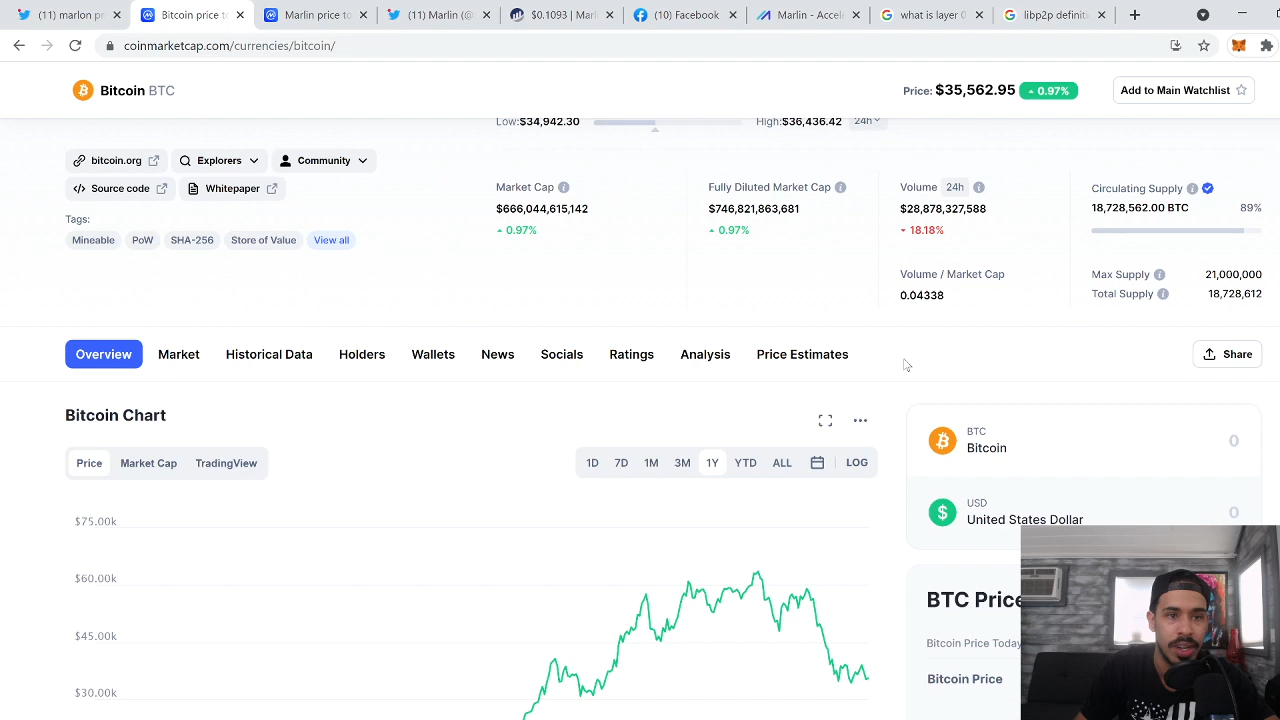 (11) marlon pr
Bitcoin price to
Marlin price to
(11) Marlin (@
$0.1093 | Marl
(10) Facebook
Marlin - Accel
what is layer 0
libp2p definiti
coinmarketcap.com/currencies/bitcoin/
Bitcoin BTC
Price: $35,562.95 0.97%
Add to Main Watchlist
Low:$34,942.30 High:$36,436.42 24h
bitcoin.org Explorers Community
Source code Whitepaper
Tags:
Mineable PoW SHA-256 Store of Value View all
Market Cap
$666,044,615,142
0.97%
Fully Diluted Market Cap
$746,821,863,681
0.97%
Volume 24h
$28,878,327,588
18.18%
Volume / Market Cap
0.04338
Circulating Supply
18,728,562.00 BTC 89%
Max Supply 21,000,000
Total Supply 18,728,612
Overview Market Historical Data Holders Wallets News Socials Ratings Analysis Price Estimates
Share
Bitcoin Chart
Price Market Cap TradingView
1D 7D 1M 3M 1Y YTD ALL LOG
$75.00k
$60.00k
$45.00k
$30.00k
BTC
Bitcoin 0
USD
United States Dollar 0
BTC Price
Bitcoin Price Today
Bitcoin Price